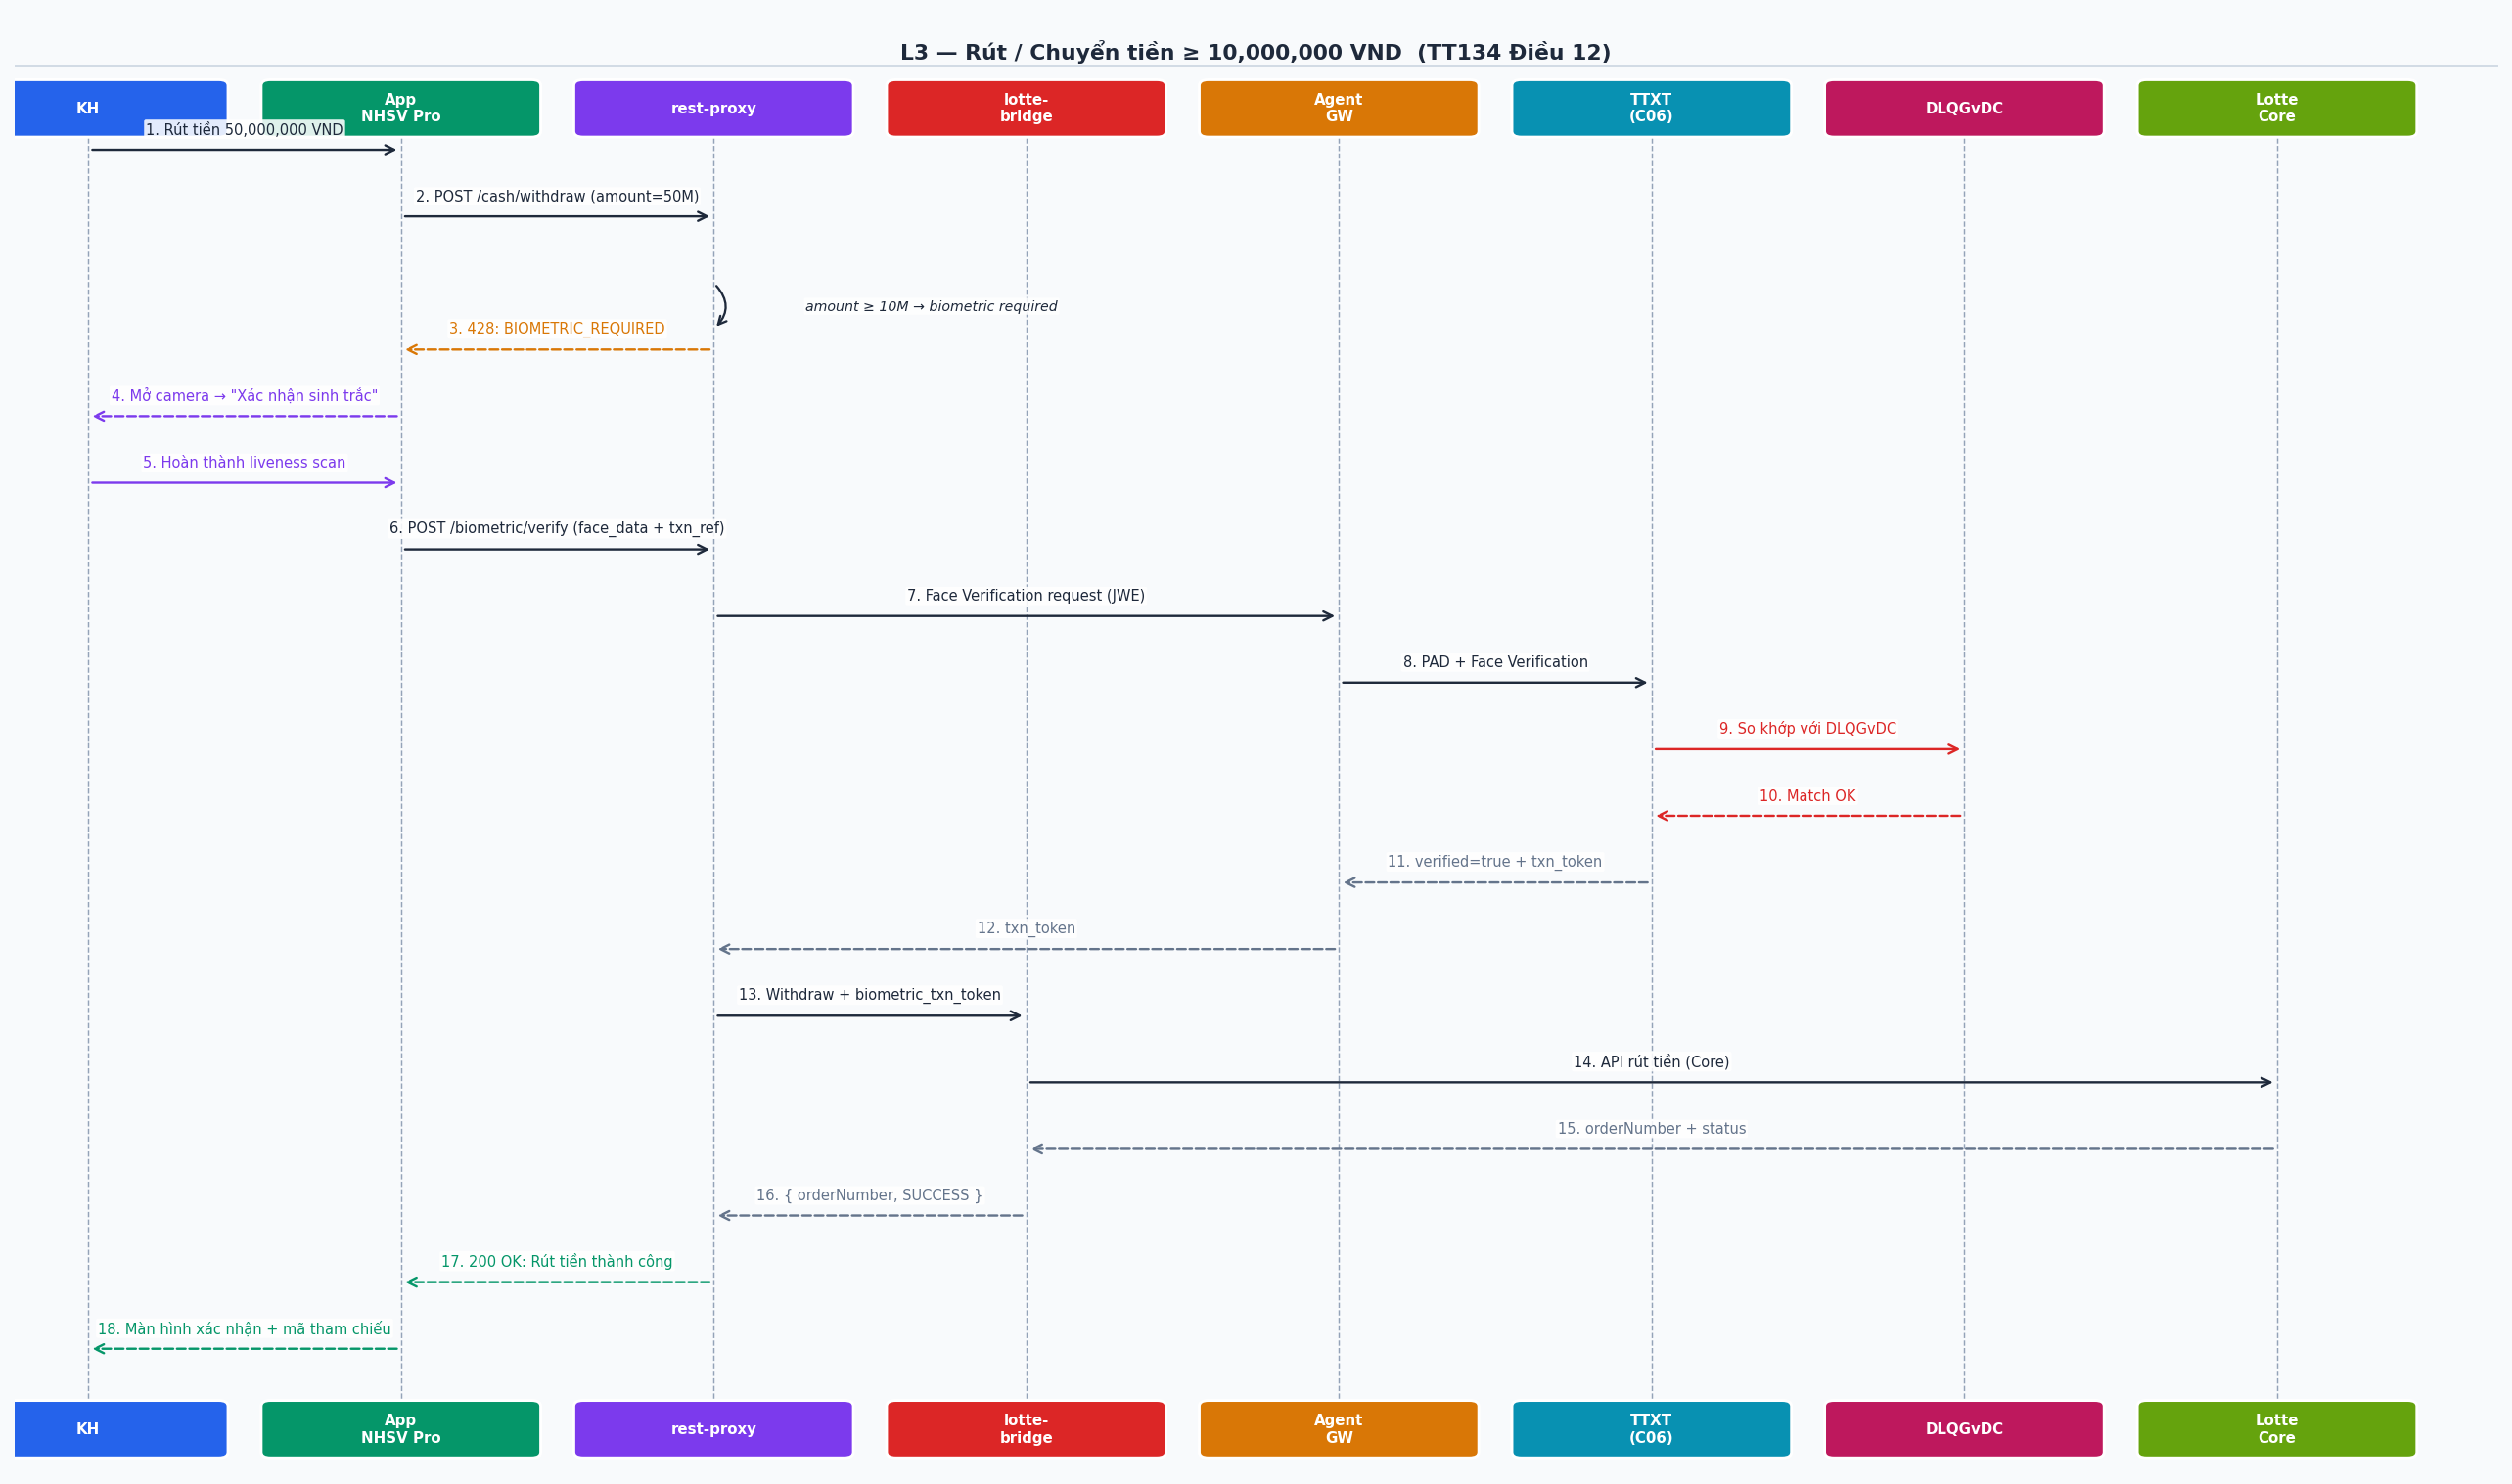 L3 — Rút / Chuyển tiền ≥ 10,000,000 VND (TT134 Điều 12)
KH
App
NHSV Pro
rest-proxy
lotte-
bridge
Agent
GW
TTXT
(C06)
DLQGvDC
Lotte
Core
1. Rút tiền 50,000,000 VND
2. POST /cash/withdraw (amount=50M)
amount ≥ 10M → biometric required
3. 428: BIOMETRIC_REQUIRED
4. Mở camera → "Xác nhận sinh trắc"
5. Hoàn thành liveness scan
6. POST /biometric/verify (face_data + txn_ref)
7. Face Verification request (JWE)
8. PAD + Face Verification
9. So khớp với DLQGvDC
10. Match OK
11. verified=true + txn_token
12. txn_token
13. Withdraw + biometric_txn_token
14. API rút tiền (Core)
15. orderNumber + status
16. { orderNumber, SUCCESS }
17. 200 OK: Rút tiền thành công
18. Màn hình xác nhận + mã tham chiếu
KH
App
NHSV Pro
rest-proxy
lotte-
bridge
Agent
GW
TTXT
(C06)
DLQGvDC
Lotte
Core